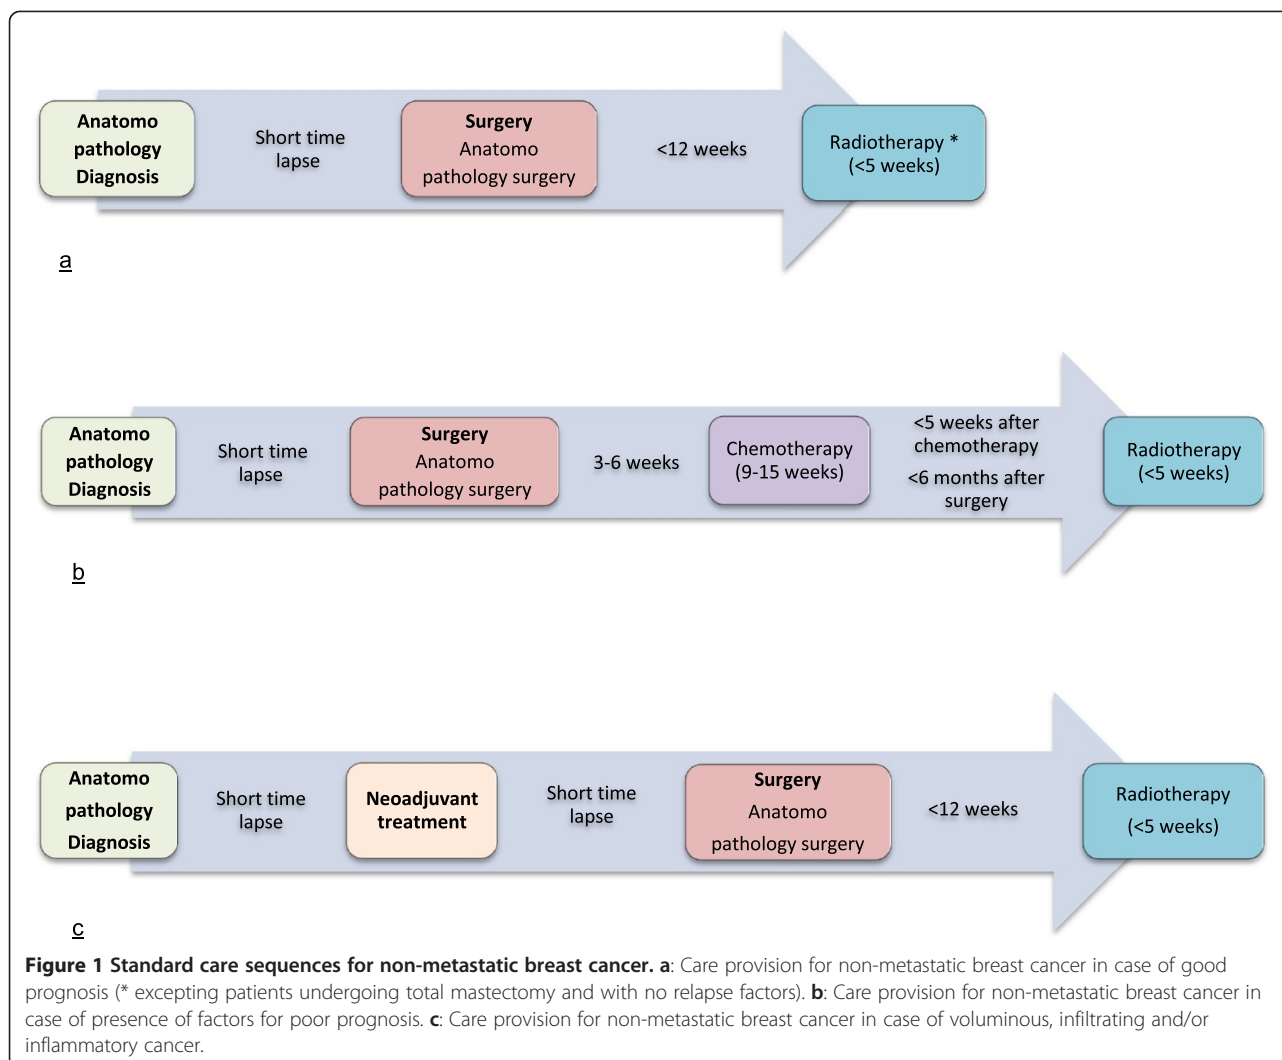 Anatomo
pathology
Diagnosis
Short time
lapse
Surgery
Anatomo
pathology surgery
<12 weeks
Radiotherapy *
(<5 weeks)
a
Anatomo
pathology
Diagnosis
Short time
lapse
Surgery
Anatomo
pathology surgery
3-6 weeks
Chemotherapy
(9-15 weeks)
<5 weeks after
chemotherapy
<6 months after
surgery
Radiotherapy
(<5 weeks)
b
Anatomo
pathology
Diagnosis
Short time
lapse
Neoadjuvant
treatment
Short time
lapse
Surgery
Anatomo
pathology surgery
<12 weeks
Radiotherapy
(<5 weeks)
c
Figure 1 Standard care sequences for non-metastatic breast cancer. a: Care provision for non-metastatic breast cancer in case of good
prognosis (* excepting patients undergoing total mastectomy and with no relapse factors). b: Care provision for non-metastatic breast cancer in
case of presence of factors for poor prognosis. c: Care provision for non-metastatic breast cancer in case of voluminous, infiltrating and/or
inflammatory cancer.